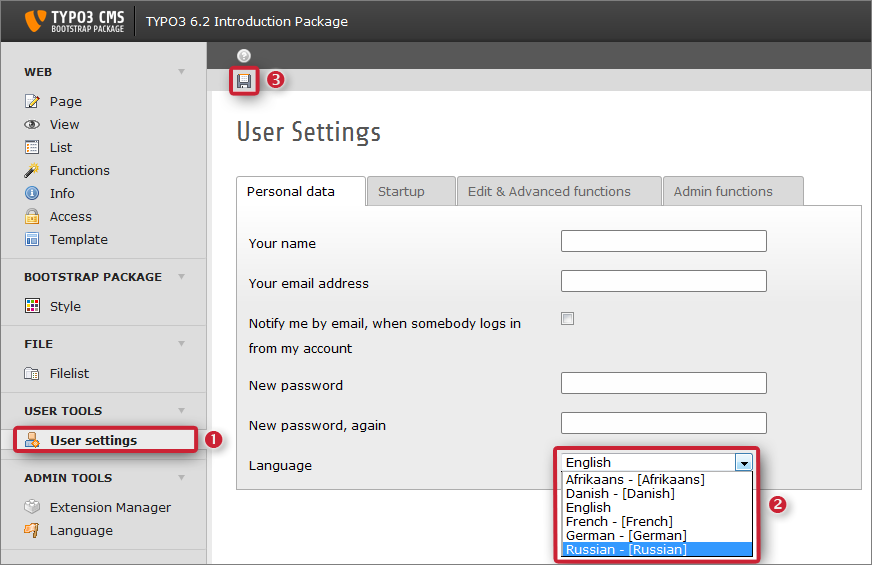 TYPO3 CMS
BOOTSTRAP PACKAGE
TYPO3 6.2 Introduction Package
WEB
Page
View
List
Functions
Info
Access
Template
BOOTSTRAP PACKAGE
Style
FILE
Filelist
USER TOOLS
User settings
1
ADMIN TOOLS
Extension Manager
Language
?
3
User Settings
Personal data
Startup
Edit & Advanced functions
Admin functions
Your name
Your email address
Notify me by email, when somebody logs in
from my account
New password
New password, again
Language
English
Afrikaans - [Afrikaans]
Danish - [Danish]
English
French - [French]
German - [German]
Russian - [Russian]
2